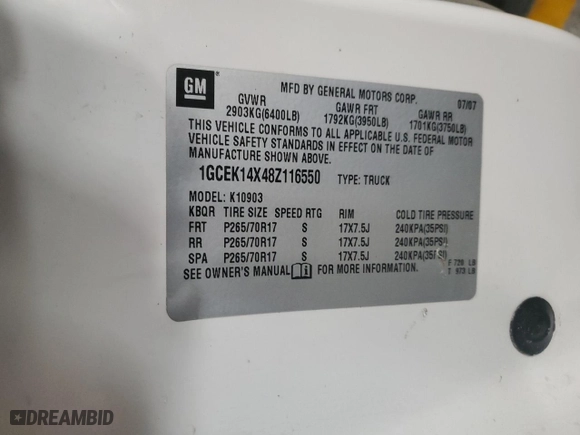 GM
MFD BY GENERAL MOTORS CORP. 07/07
GVWR GAWR FRT GAWR RR
2903KG(6400LB) 1792KG(3950LB) 1701KG(3750LB)
THIS VEHICLE CONFORMS TO ALL APPLICABLE U.S. FEDERAL MOTOR
VEHICLE SAFETY STANDARDS IN EFFECT ON THE DATE OF
MANUFACTURE SHOWN ABOVE.
1GCEK14X48Z116550 TYPE: TRUCK
MODEL: K10903
KBQR TIRE SIZE SPEED RTG RIM COLD TIRE PRESSURE
FRT P265/70R17 S 17X7.5J 240KPA(35PSI)
RR P265/70R17 S 17X7.5J 240KPA(35PSI)
SPA P265/70R17 S 17X7.5J 240KPA(35PSI)
SEE OWNER'S MANUAL FOR MORE INFORMATION.
T 973 LB
DREAMBID